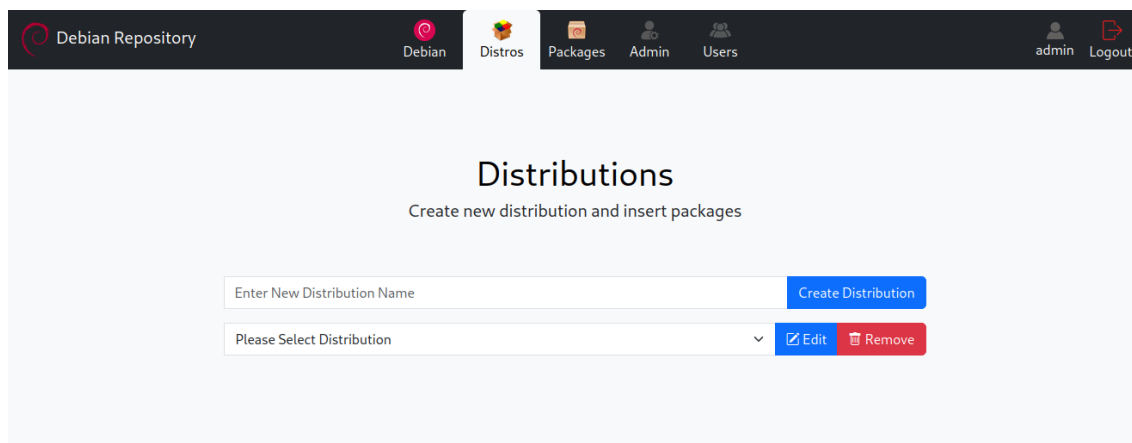 Debian Repository
Debian
Distros
Packages
Admin
Users
admin
Logout
Distributions
Create new distribution and insert packages
Enter New Distribution Name
Create Distribution
Please Select Distribution
Edit
Remove